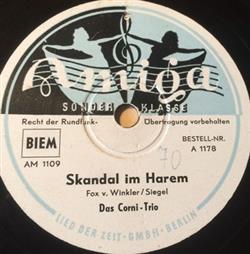 Amiga
SONDER KLASSE
Recht der Rundfunk- Übertragung vorbehalten
BIEM
BESTELL-NR.
AM 1109
A 1178
70
Skandal im Harem
Fox v. Winkler/Siegel
Das Corni-Trio
LIED DER ZEIT-GMBH-BERLIN